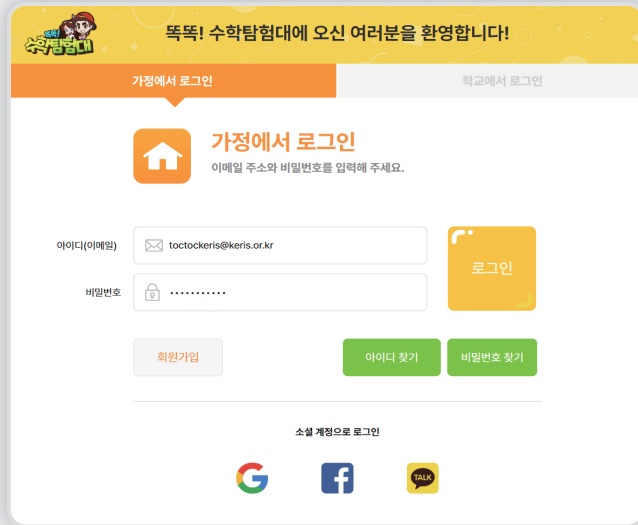 똑똑!
수학탐험대
똑똑! 수학탐험대에 오신 여러분을 환영합니다!
가정에서 로그인
학교에서 로그인
가정에서 로그인
이메일 주소와 비밀번호를 입력해 주세요.
아이디(이메일)
toctockeris@keris.or.kr
로그인
비밀번호
회원가입
아이디 찾기
비밀번호 찾기
소셜 계정으로 로그인
TALK